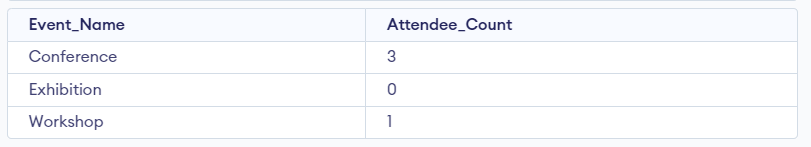 Event_Name Attendee_Count
Conference 3
Exhibition 0
Workshop 1